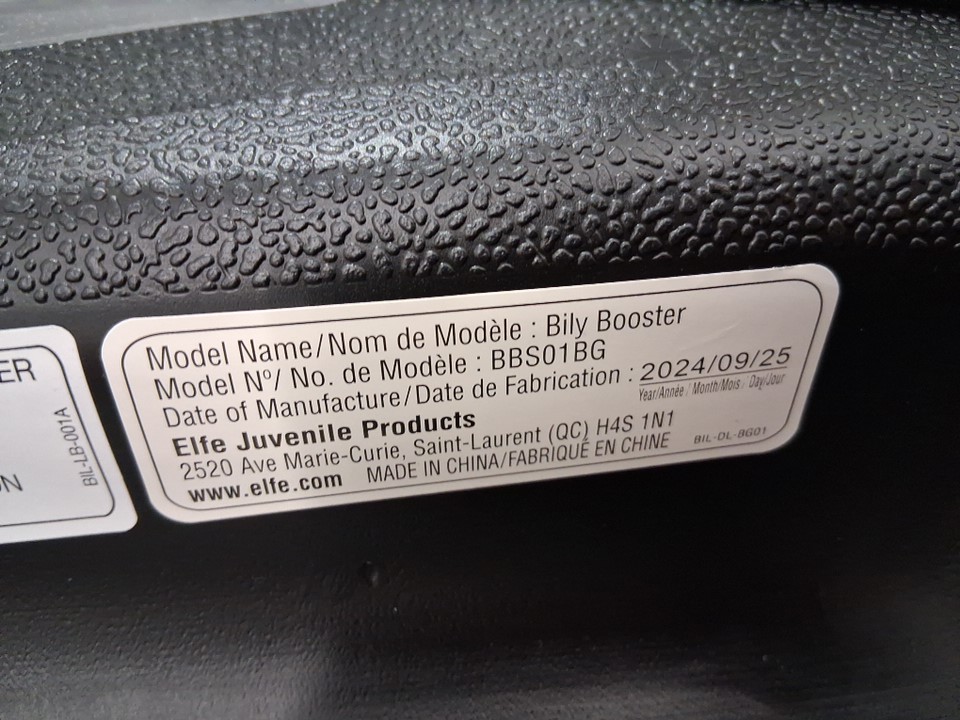 ER
ON
BIL-LB-001A
Model Name/Nom de Modèle : Bily Booster
Model Nº/ No. de Modèle : BBS01BG
Date of Manufacture/Date de Fabrication : 2024/09/25
Year/Année / Month/Mois / Day/Jour
Elfe Juvenile Products
2520 Ave Marie-Curie, Saint-Laurent (QC) H4S 1N1
www.elfe.com MADE IN CHINA/FABRIQUÉ EN CHINE BIL-DL-BG01